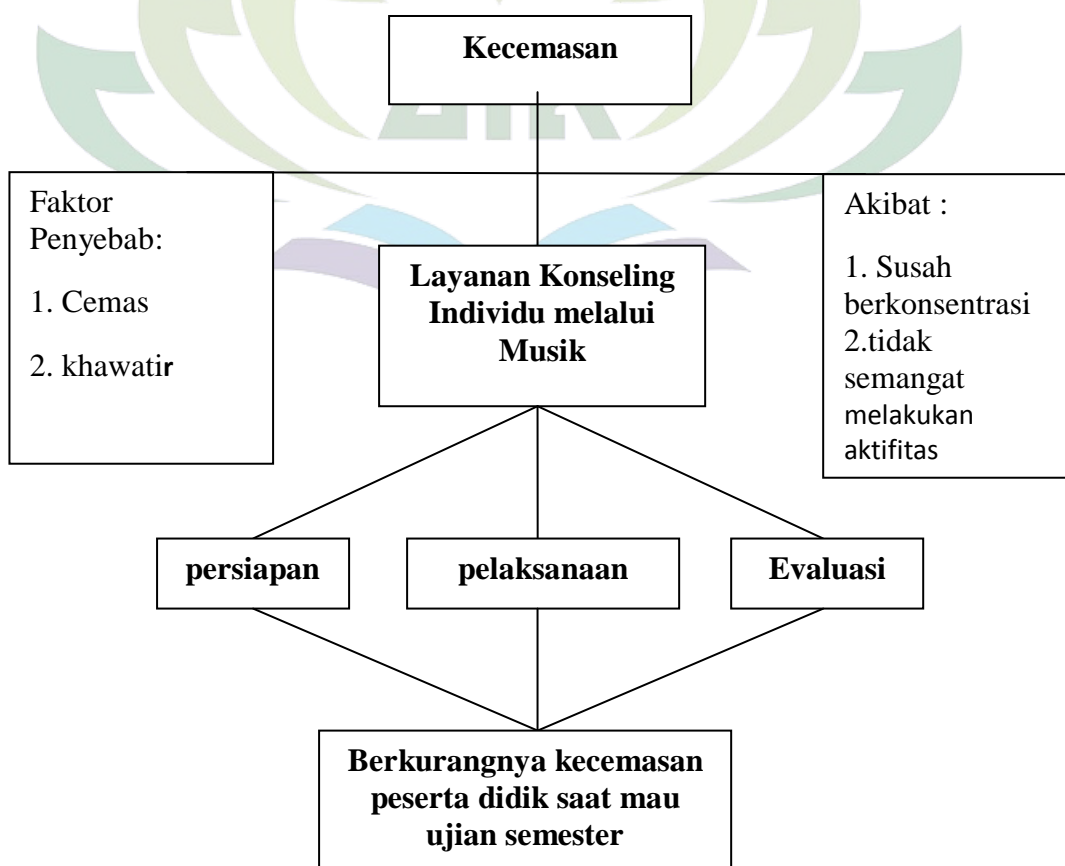 Kecemasan
Faktor
Penyebab:
1. Cemas
2. khawatir
Layanan Konseling
Individu melalui
Musik
Akibat :
1. Susah
berkonsentrasi
2.tidak
semangat
melakukan
aktifitas
persiapan
pelaksanaan
Evaluasi
Berkurangnya kecemasan
peserta didik saat mau
ujian semester